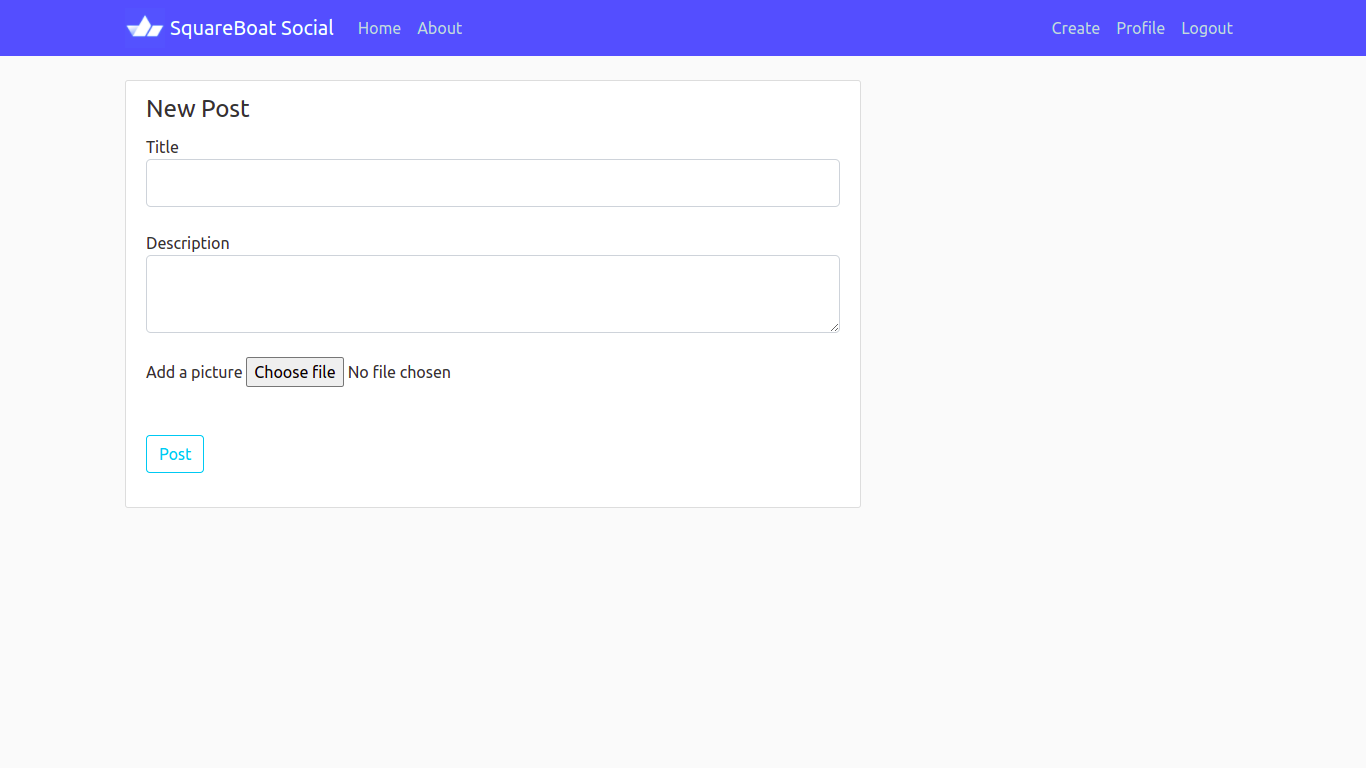 SquareBoat Social Home About Create Profile Logout
New Post
Title
Description
Add a picture Choose file No file chosen
Post